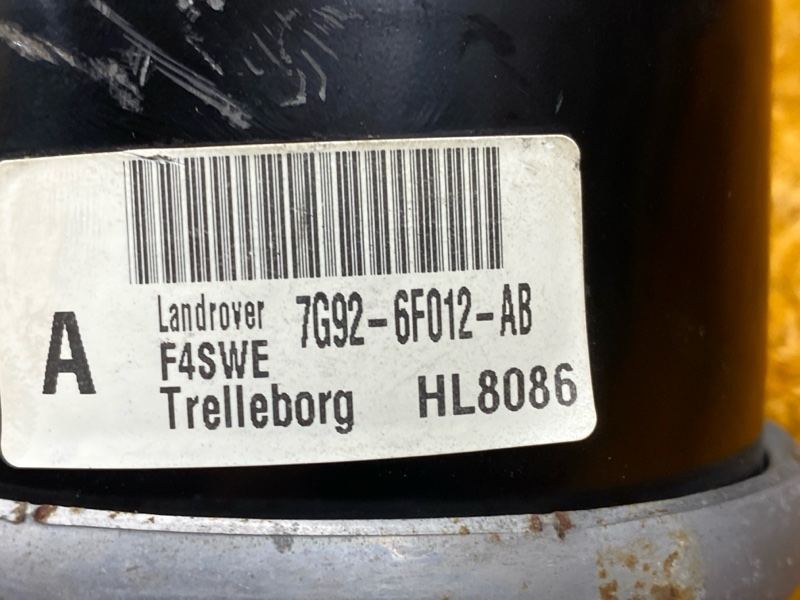 A
Landrover 7G92-6F012-AB
F4SWE
Trelleborg HL8086